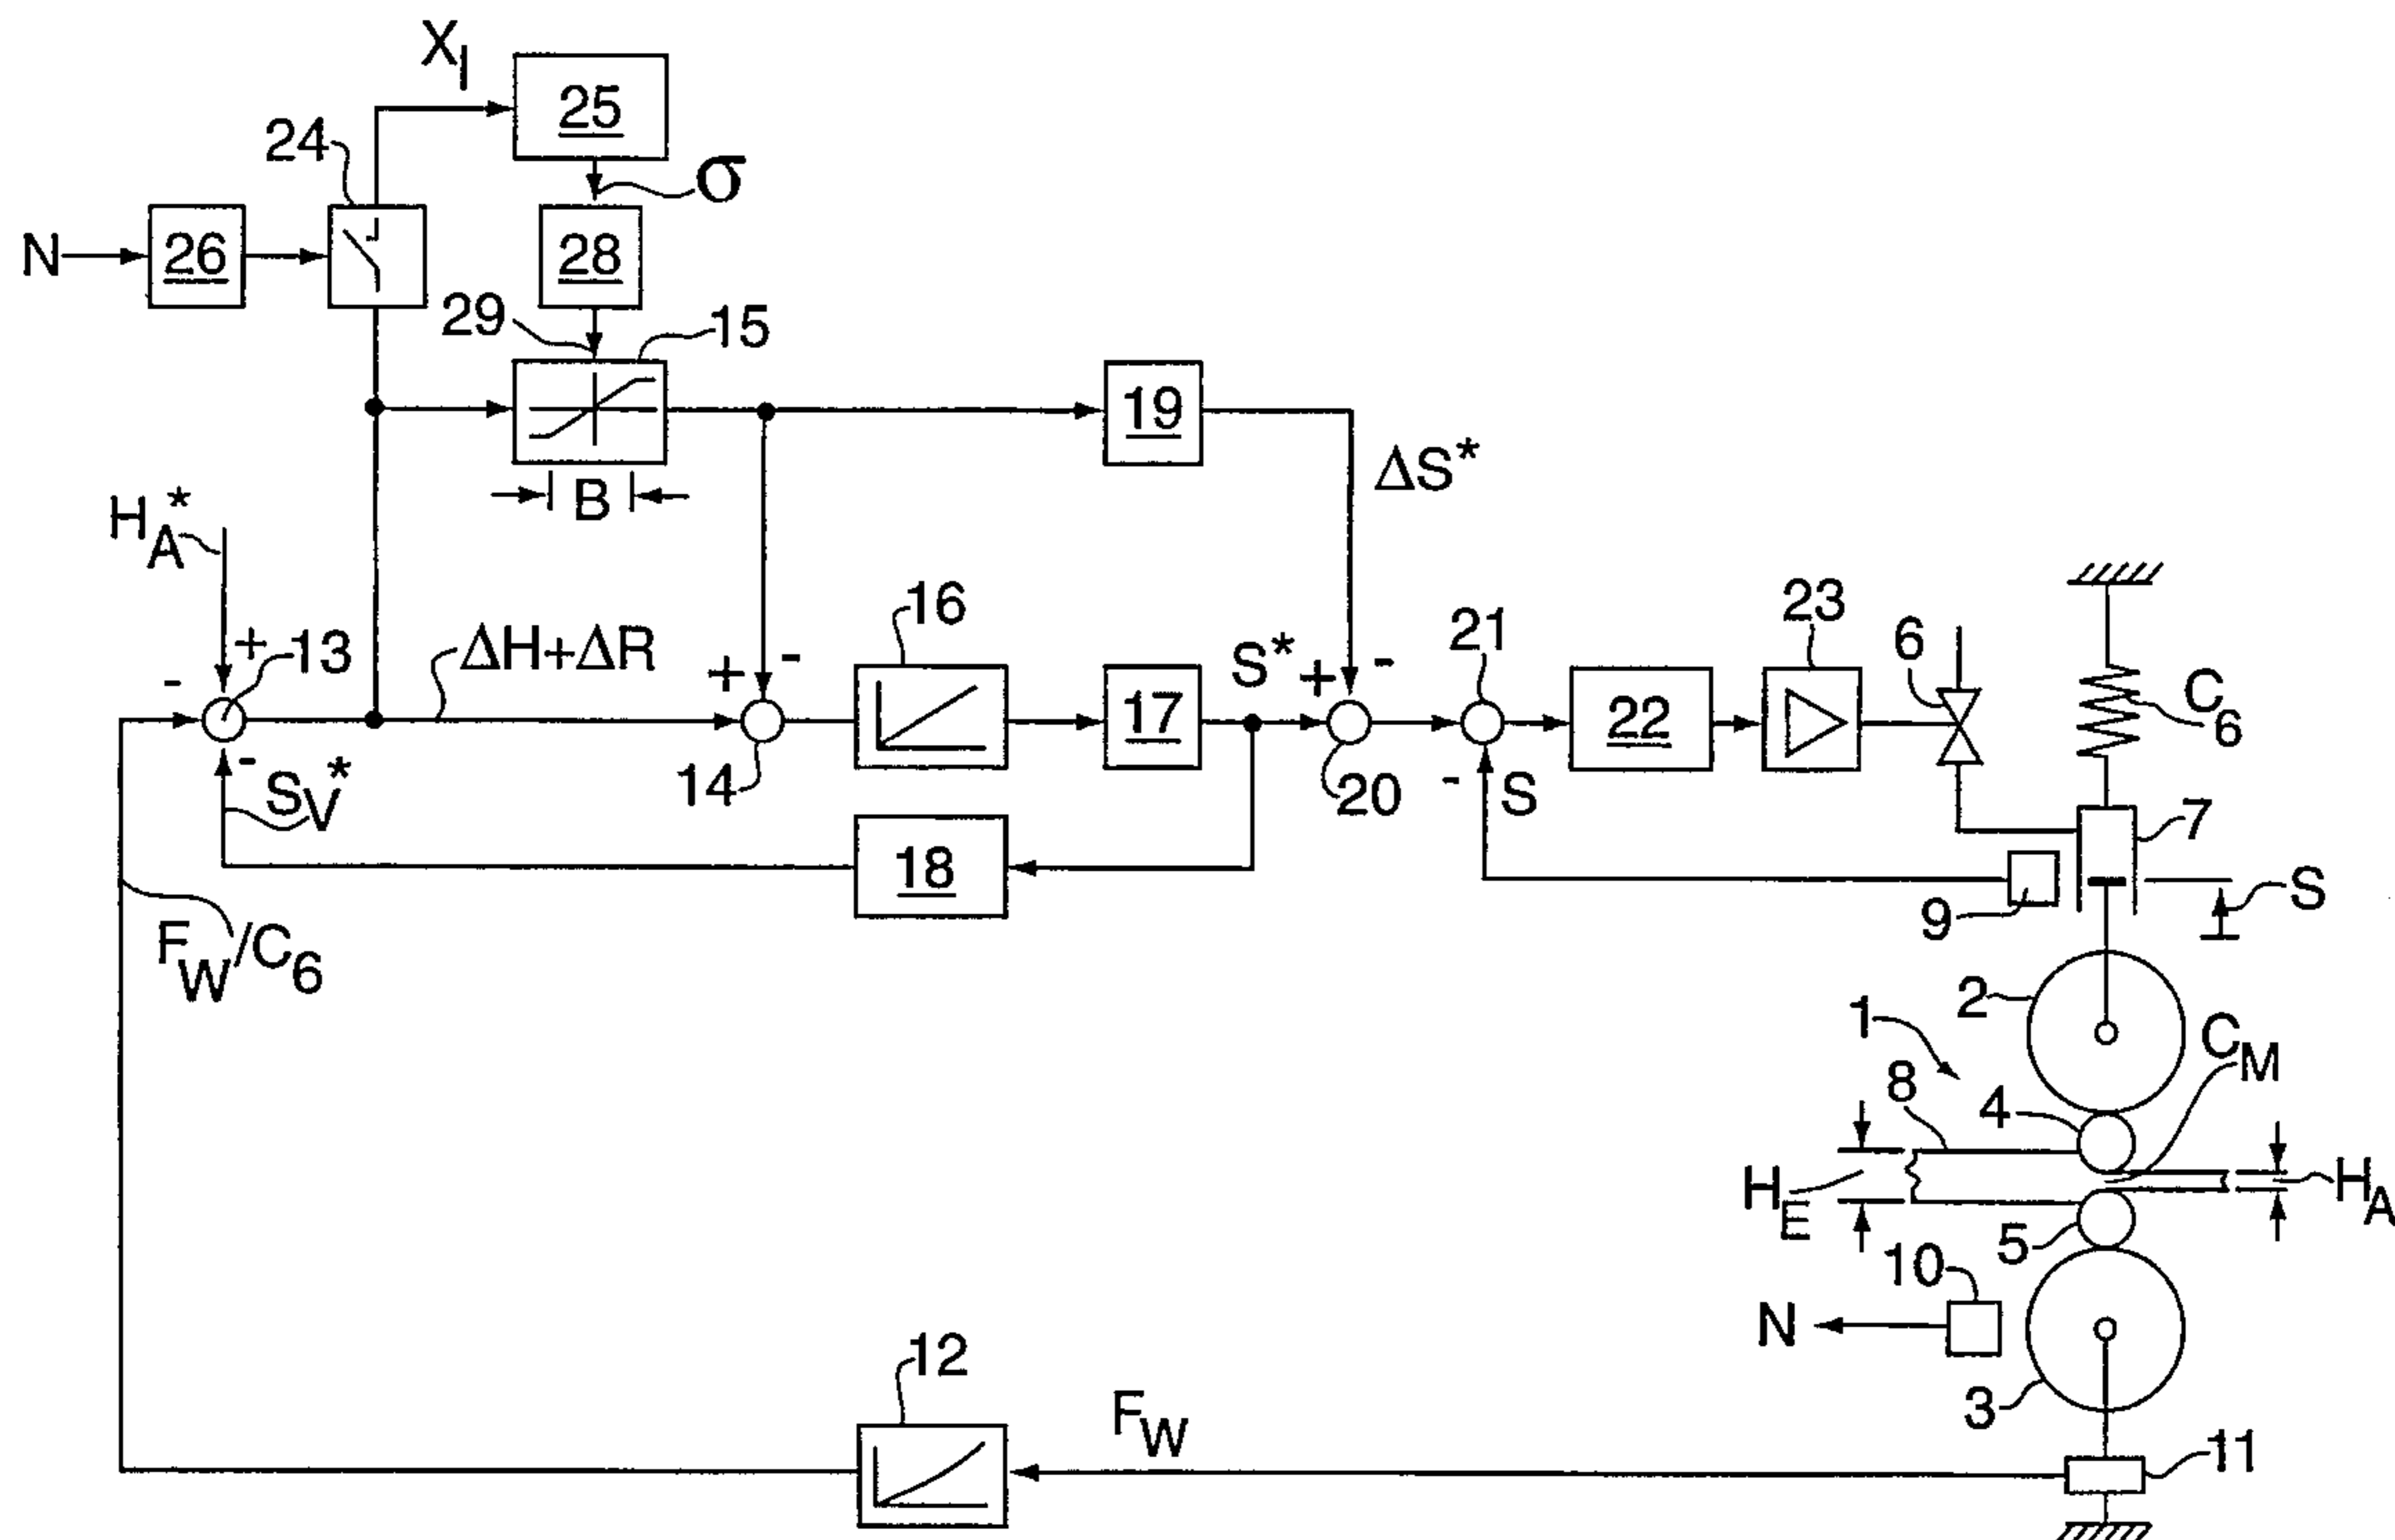 X_I
25
24
σ
N
26
28
29
15
19
ΔS*
B
H_A*
+
13
ΔH+ΔR
-
16
+
-
S*
+
-
21
23
6
C_6
14
17
20
22
-
S_V*
-
S
7
18
9
S
F_W/C_6
2
1
C_M
8
4
H_E
H_A
5
10
N
3
12
F_W
11